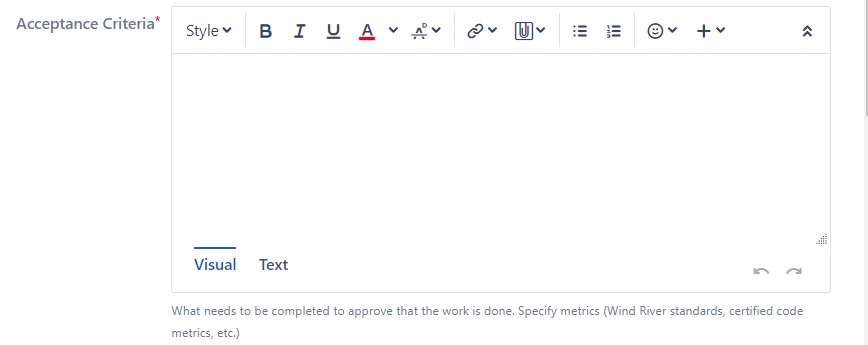 Acceptance Criteria*
Style B I U A
Visual Text
What needs to be completed to approve that the work is done. Specify metrics (Wind River standards, certified code
metrics, etc.)